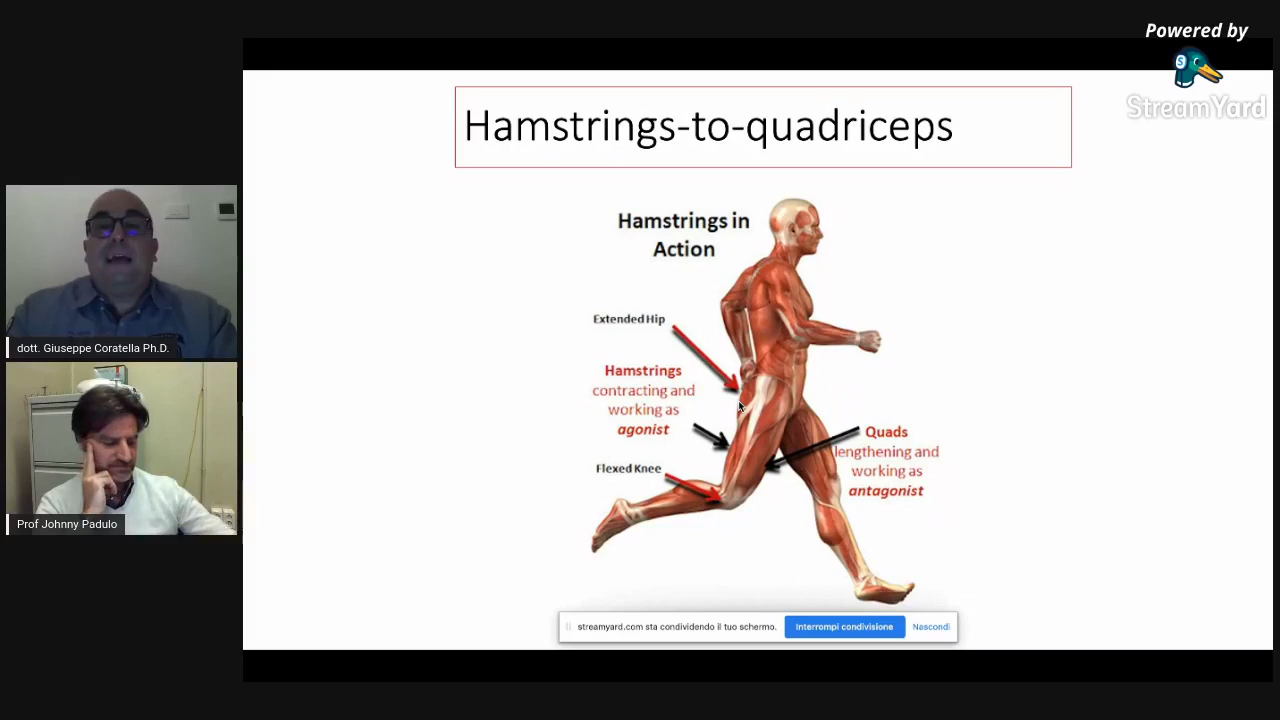 Powered by
StreamYard
Hamstrings-to-quadriceps
Hamstrings in
Action
Extended Hip
Hamstrings
contracting and
working as
agonist
Flexed Knee
Quads
lengthening and
working as
antagonist
dott. Giuseppe Coratella Ph.D.
Prof Johnny Padulo
streamyard.com sta condividendo il tuo schermo.
Interrompi condivisione
Nascondi